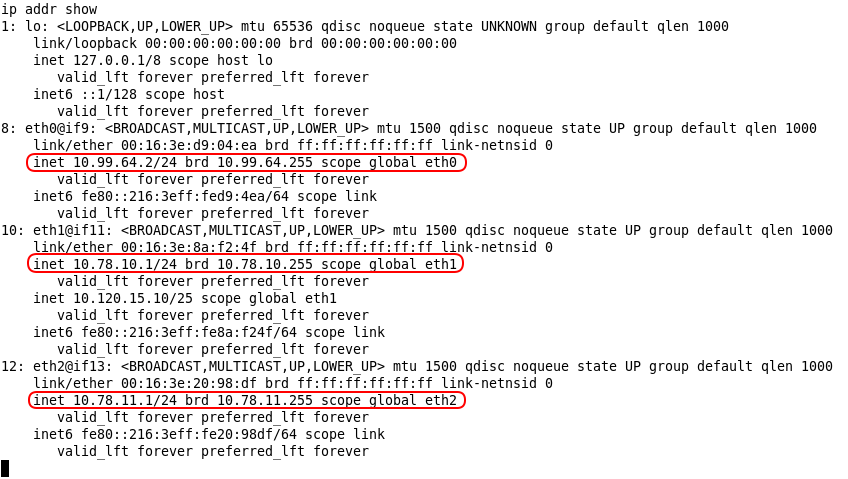 ip addr show
1: lo: <LOOPBACK,UP,LOWER_UP> mtu 65536 qdisc noqueue state UNKNOWN group default qlen 1000
    link/loopback 00:00:00:00:00:00 brd 00:00:00:00:00:00
    inet 127.0.0.1/8 scope host lo
       valid_lft forever preferred_lft forever
    inet6 ::1/128 scope host
       valid_lft forever preferred_lft forever
8: eth0@if9: <BROADCAST,MULTICAST,UP,LOWER_UP> mtu 1500 qdisc noqueue state UP group default qlen 1000
    link/ether 00:16:3e:d9:04:ea brd ff:ff:ff:ff:ff:ff link-netnsid 0
    inet 10.99.64.2/24 brd 10.99.64.255 scope global eth0
       valid_lft forever preferred_lft forever
    inet6 fe80::216:3eff:fed9:4ea/64 scope link
       valid_lft forever preferred_lft forever
10: eth1@if11: <BROADCAST,MULTICAST,UP,LOWER_UP> mtu 1500 qdisc noqueue state UP group default qlen 1000
    link/ether 00:16:3e:8a:f2:4f brd ff:ff:ff:ff:ff:ff link-netnsid 0
    inet 10.78.10.1/24 brd 10.78.10.255 scope global eth1
       valid_lft forever preferred_lft forever
    inet 10.120.15.10/25 scope global eth1
       valid_lft forever preferred_lft forever
    inet6 fe80::216:3eff:fe8a:f24f/64 scope link
       valid_lft forever preferred_lft forever
12: eth2@if13: <BROADCAST,MULTICAST,UP,LOWER_UP> mtu 1500 qdisc noqueue state UP group default qlen 1000
    link/ether 00:16:3e:20:98:df brd ff:ff:ff:ff:ff:ff link-netnsid 0
    inet 10.78.11.1/24 brd 10.78.11.255 scope global eth2
       valid_lft forever preferred_lft forever
    inet6 fe80::216:3eff:fe20:98df/64 scope link
       valid_lft forever preferred_lft forever